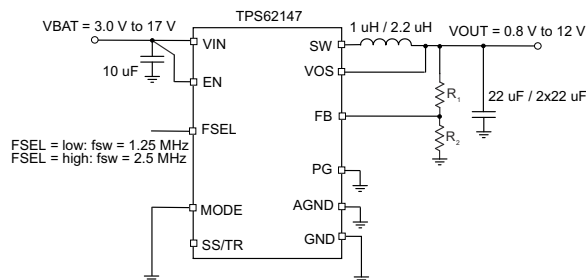 TPS62147
VBAT = 3.0 V to 17 V
1 uH / 2.2 uH
VOUT = 0.8 V to 12 V
VIN
SW
VOS
10 uF
EN
R1
22 uF / 2x22 uF
FSEL
FB
R2
FSEL = low: fsw = 1.25 MHz
FSEL = high: fsw = 2.5 MHz
PG
MODE
AGND
SS/TR
GND